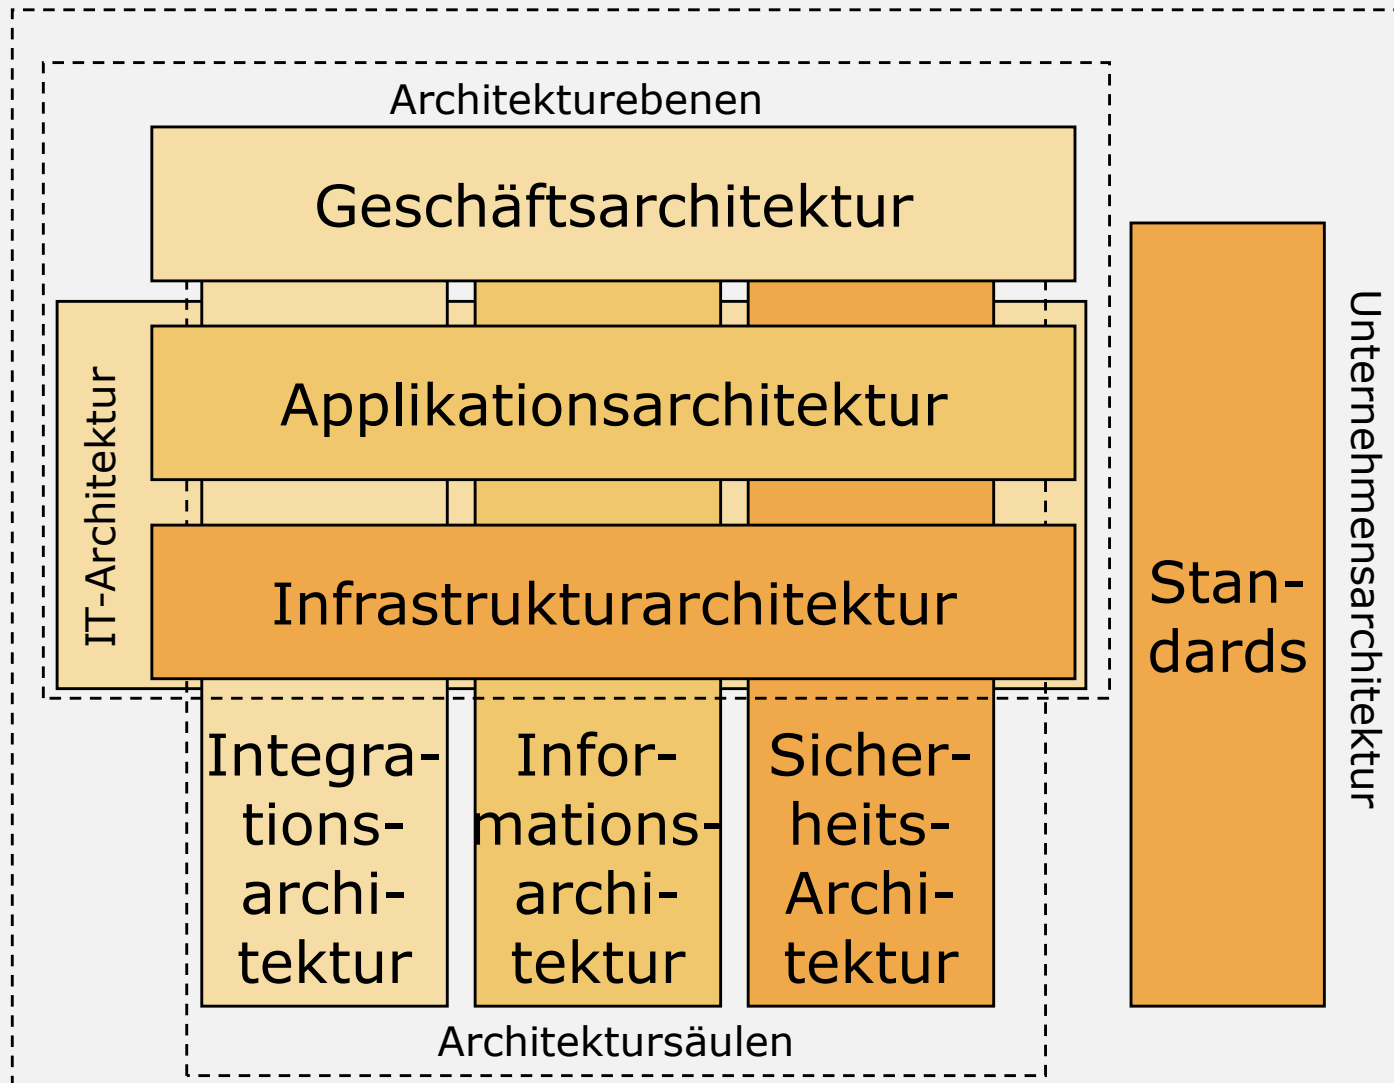 Architekturebenen
Geschäftsarchitektur
IT-Architektur
Applikationsarchitektur
Infrastrukturarchitektur
Integra-
tions-
archi-
tektur
Infor-
mations-
archi-
tektur
Sicher-
heits-
Archi-
tektur
Architektursäulen
Stan-
dards
Unternehmensarchitektur